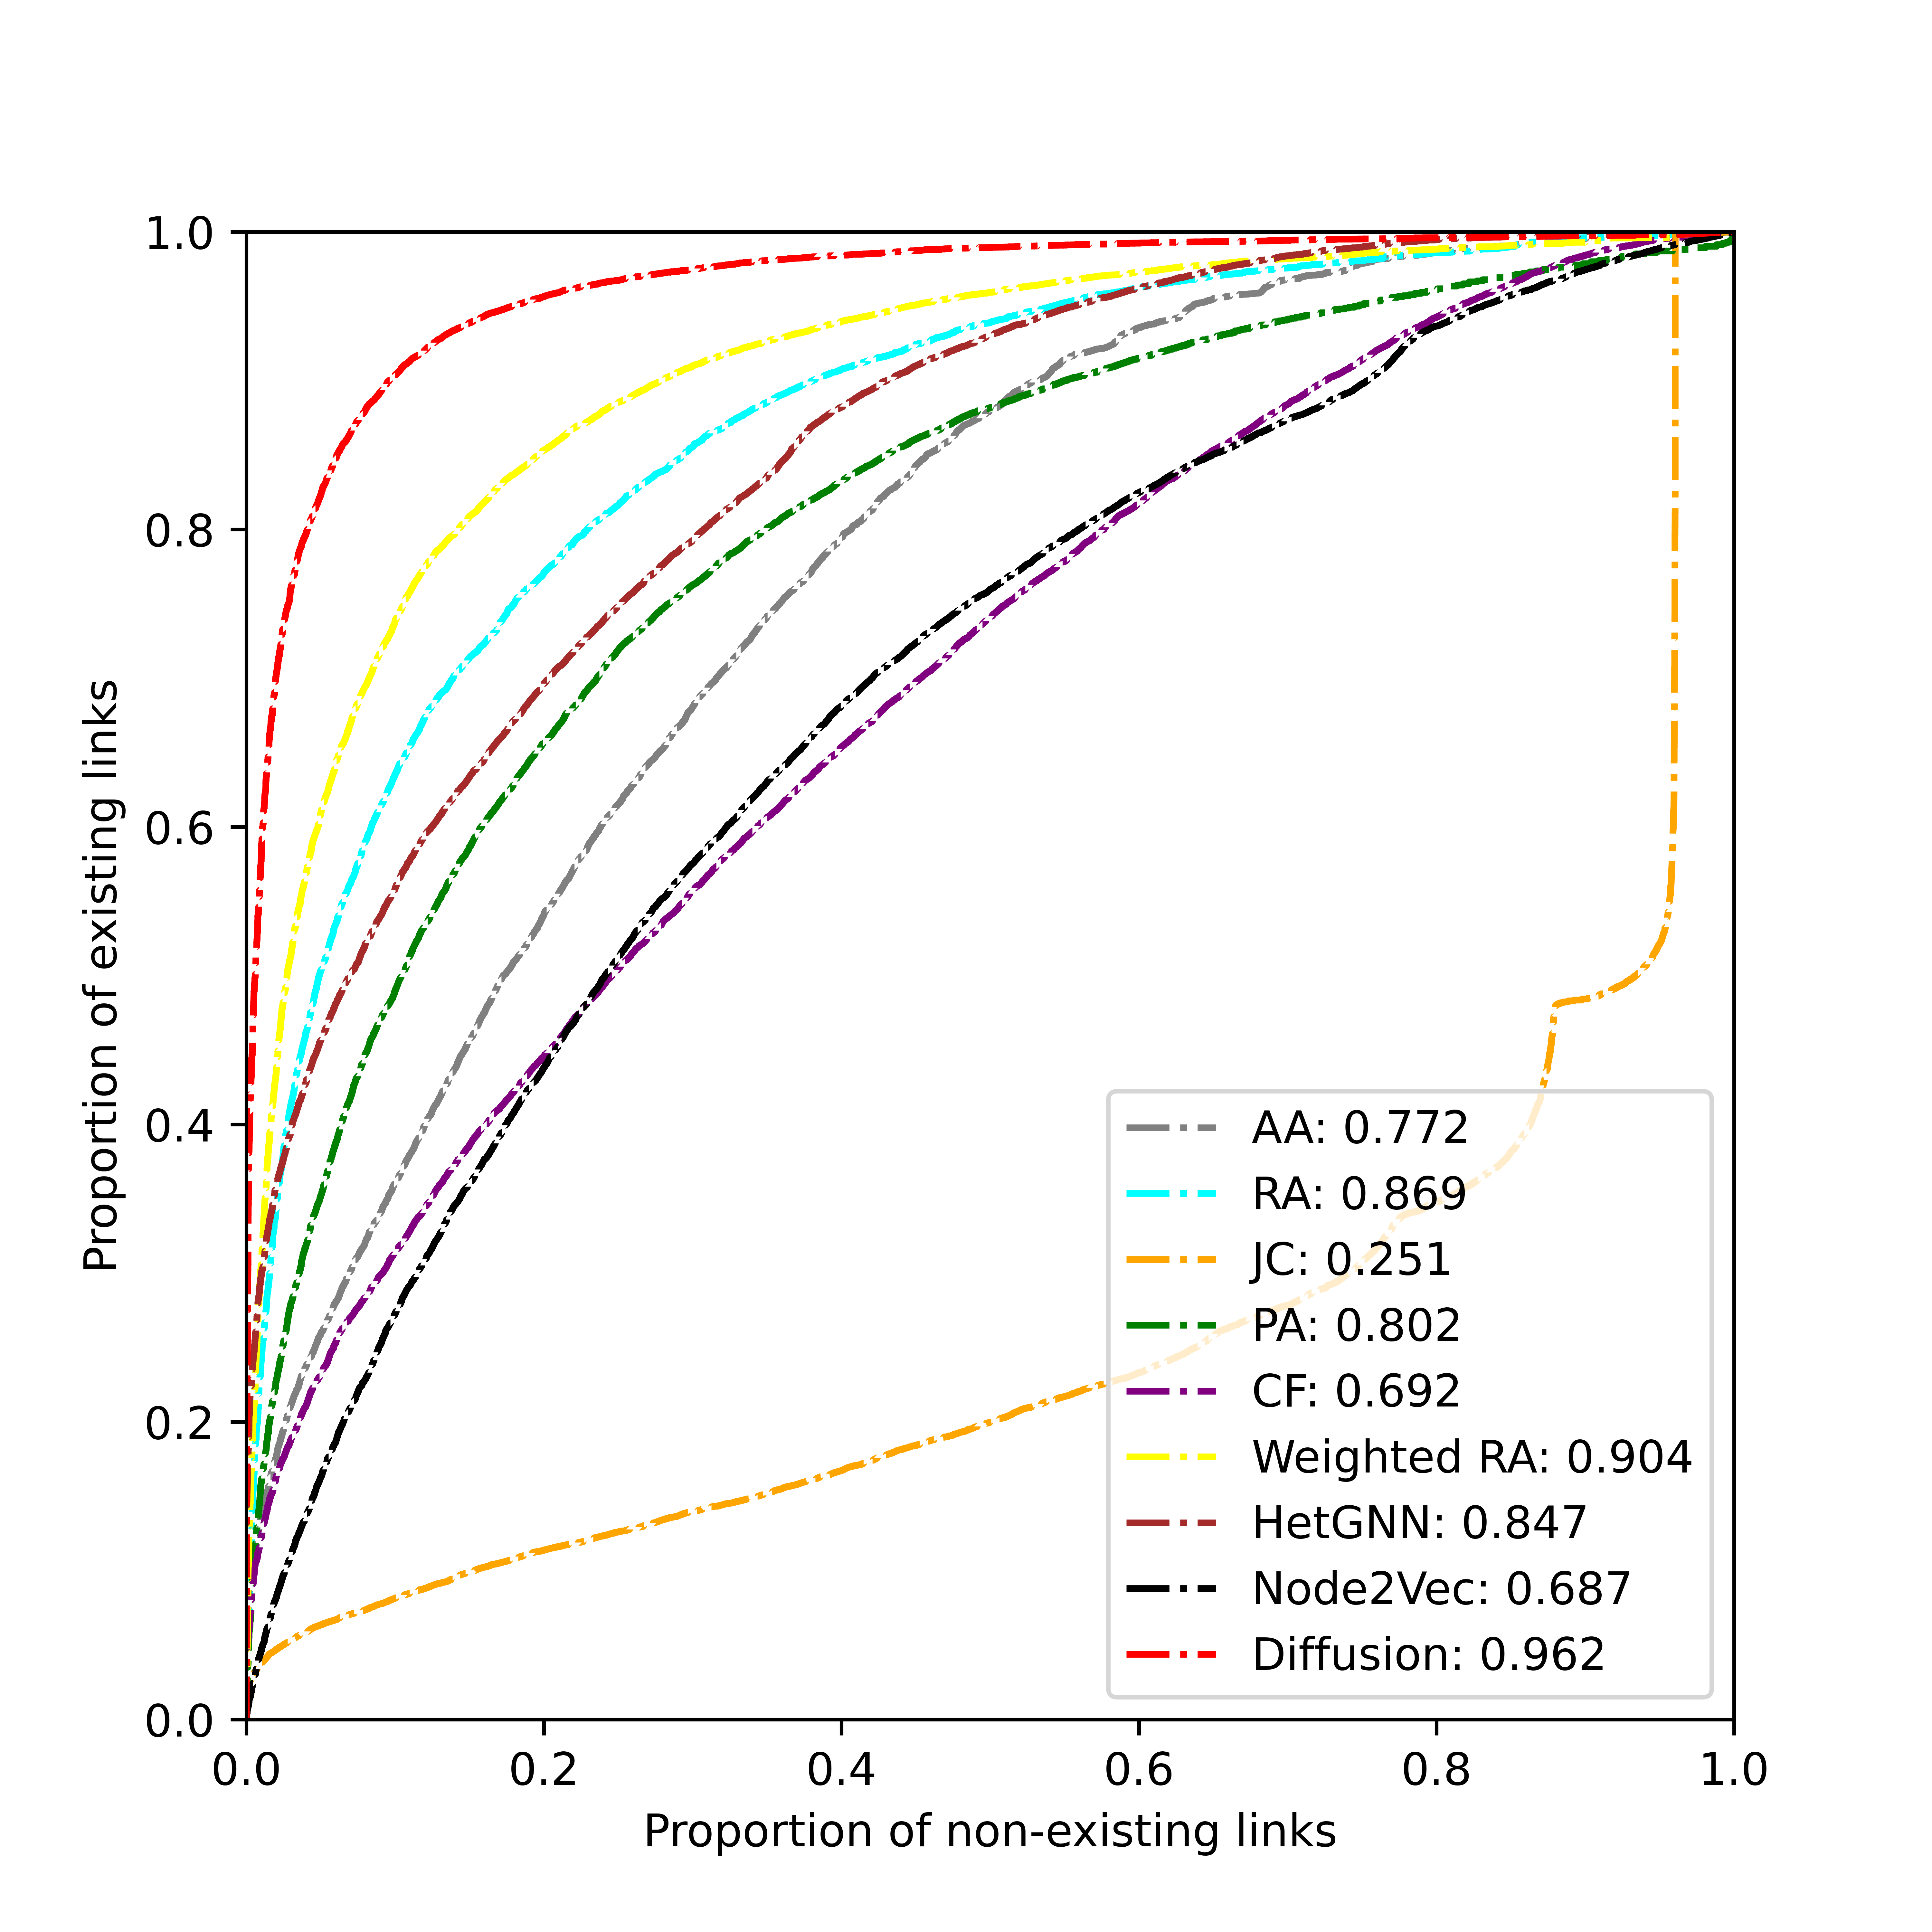 1.0
0.8
0.6
0.4
0.2
0.0
Proportion of existing links
AA: 0.772
RA: 0.869
JC: 0.251
PA: 0.802
CF: 0.692
Weighted RA: 0.904
HetGNN: 0.847
Node2Vec: 0.687
Diffusion: 0.962
0.0 0.2 0.4 0.6 0.8 1.0
Proportion of non-existing links